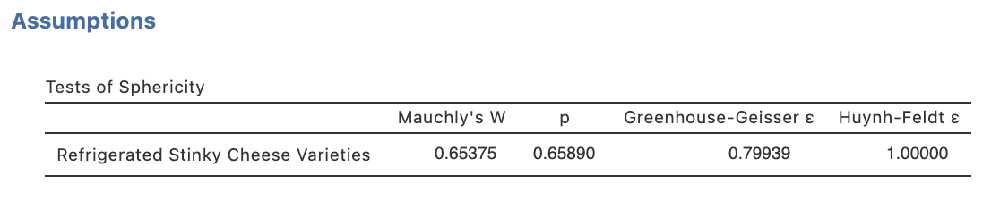 Assumptions
Tests of Sphericity
Mauchly's W p Greenhouse-Geisser ε Huynh-Feldt ε
Refrigerated Stinky Cheese Varieties 0.65375 0.65890 0.79939 1.00000